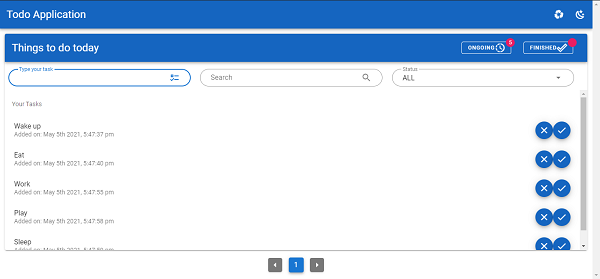 Todo Application
Things to do today
ONGOING 5
FINISHED
Type your task
Search
Status
ALL
Your Tasks:
Wake up
Added on: May 5th 2021, 5:47:37 pm
Eat
Added on: May 5th 2021, 5:47:40 pm
Work
Added on: May 5th 2021, 5:47:55 pm
Play
Added on: May 5th 2021, 5:47:58 pm
Sleep
Added on: May 5th 2021,
1